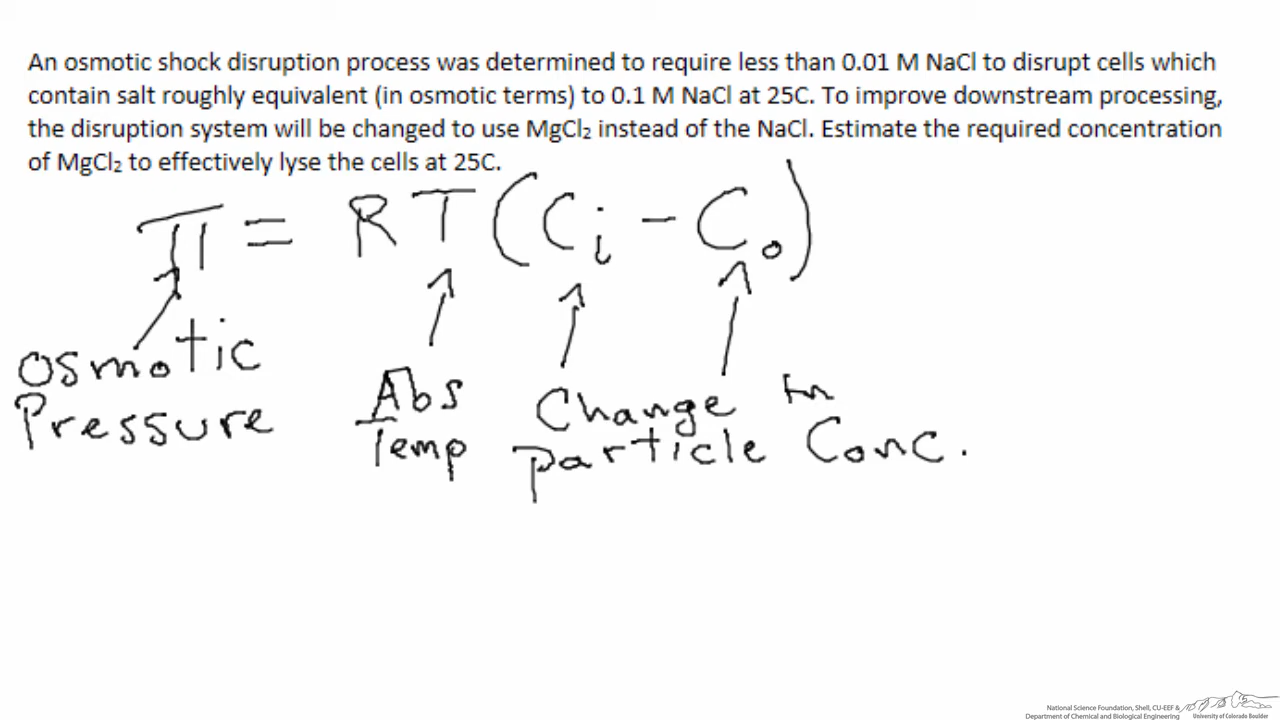 An osmotic shock disruption process was determined to require less than 0.01 M NaCl to disrupt cells which
contain salt roughly equivalent (in osmotic terms) to 0.1 M NaCl at 25C. To improve downstream processing,
the disruption system will be changed to use MgCl₂ instead of the NaCl. Estimate the required concentration
of MgCl₂ to effectively lyse the cells at 25C.
π = RT(Cᵢ - Cₒ)
Osmotic
Pressure
Abs
Temp
Change in
Particle Conc.
National Science Foundation, Shell, CU-EEF &
Department of Chemical and Biological Engineering
University of Colorado Boulder